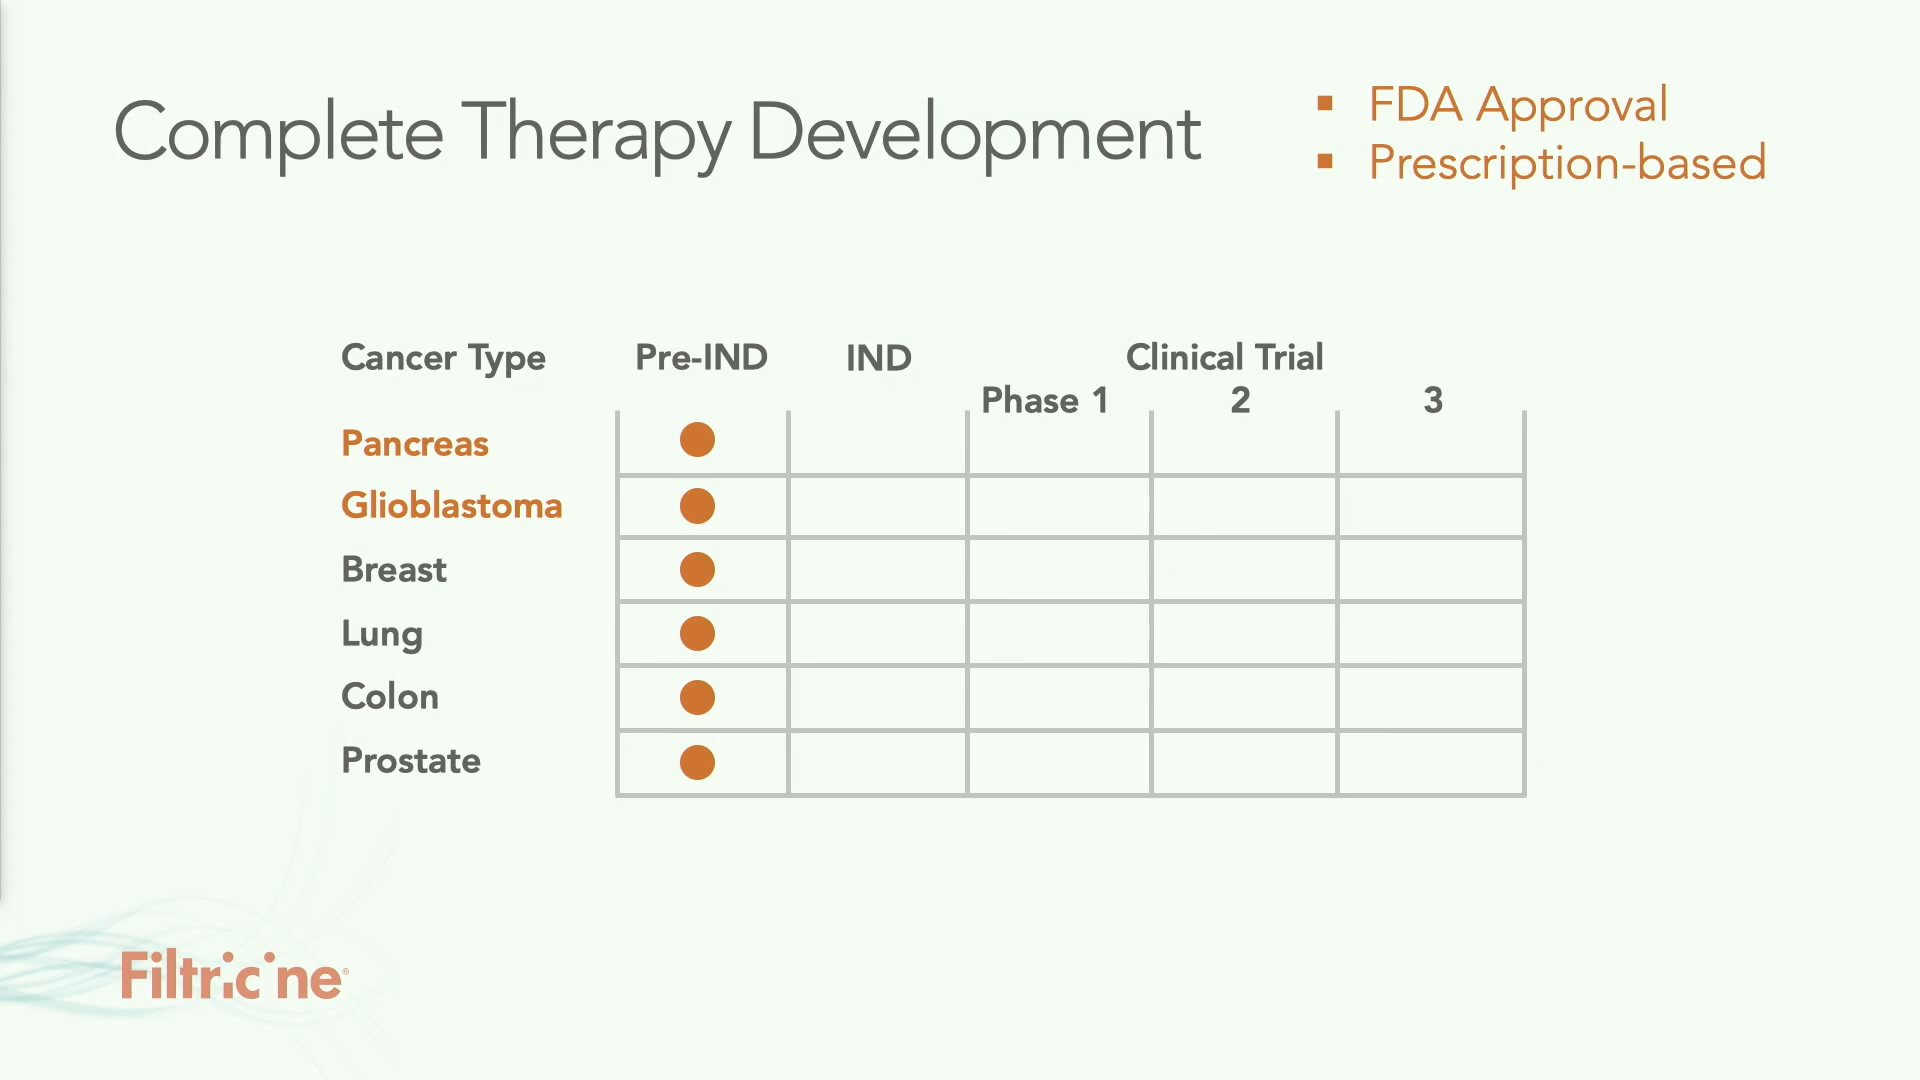 Complete Therapy Development
▪ FDA Approval
▪ Prescription-based
Cancer Type Pre-IND IND Clinical Trial
Phase 1 2 3
Pancreas
Glioblastoma
Breast
Lung
Colon
Prostate
Filtricine®